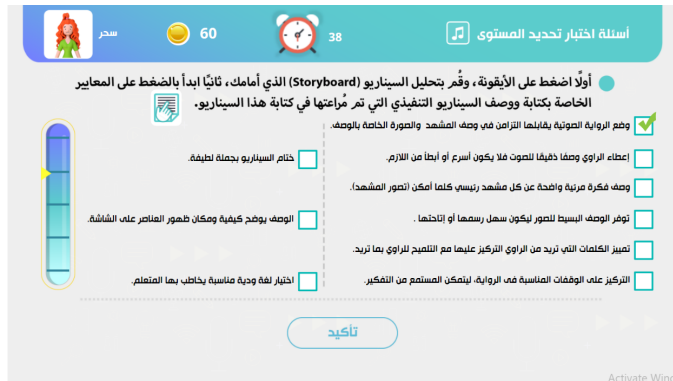 أسئلة اختبار تحديد المستوى
38
60
سحر
أولًا اضغط على الأيقونة، وقُم بتحليل السيناريو (Storyboard) الذي أمامك، ثانيًا ابدأ بالضغط على المعايير
الخاصة بكتابة ووصف السيناريو التنفيذي التي تم مُراعتها في كتابة هذا السيناريو.
وضع الرواية الصوتية يقابلها التزامن في وصف المشهد والصورة الخاصة بالوصف.
إعطاء الراوي وصفا دقيقا للصوت فلا يكون أسرع أو أبطأ من اللازم.
وصف فكرة مرئية واضحة عن كل مشهد رئيسي كلما أمكن (تصور المشهد).
توفر الوصف البسيط للصور ليكون سهل رسمها أو إتاحتها .
تمييز الكلمات التي تريد من الراوي التركيز عليها مع التلميح للراوي بما تريد.
التركيز على الوقفات المناسبة في الرواية، ليتمكن المستمع من التفكير.
ختام السيناريو بجملة لطيفة.
الوصف يوضح كيفية ومكان ظهور العناصر على الشاشة.
اختيار لغة ودية مناسبة يخاطب بها المتعلم.
تأكيد
Activate Wind